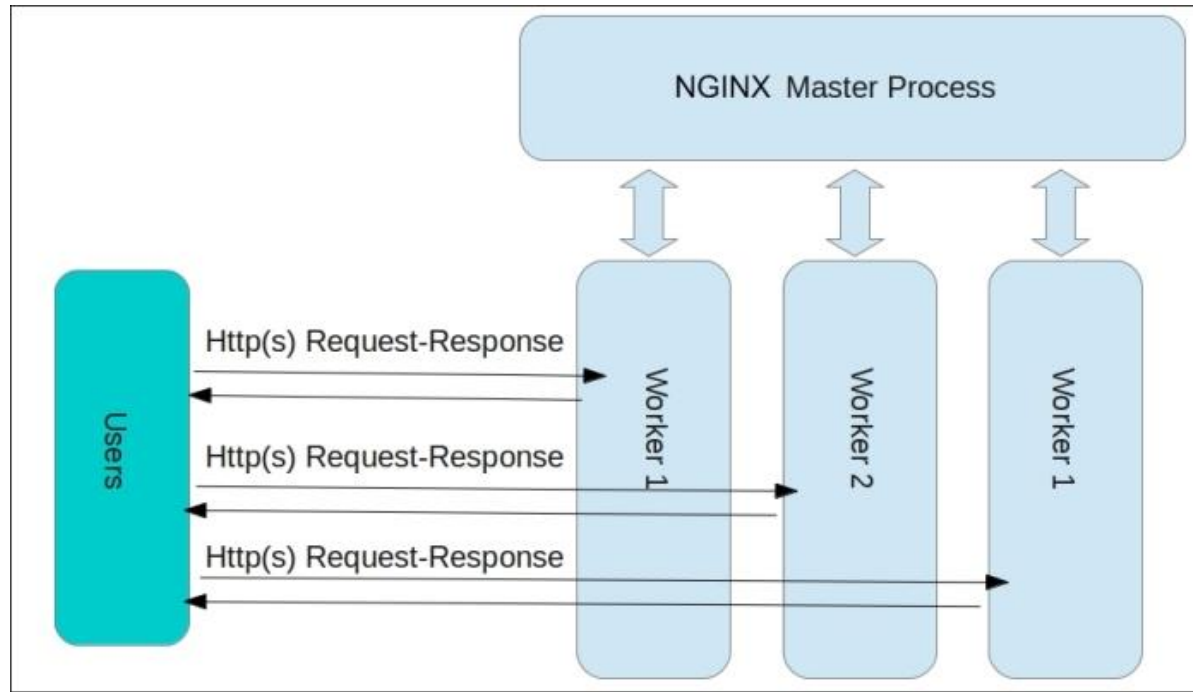 NGINX Master Process
Users
Http(s) Request-Response
Http(s) Request-Response
Http(s) Request-Response
Worker 1
Worker 2
Worker 1